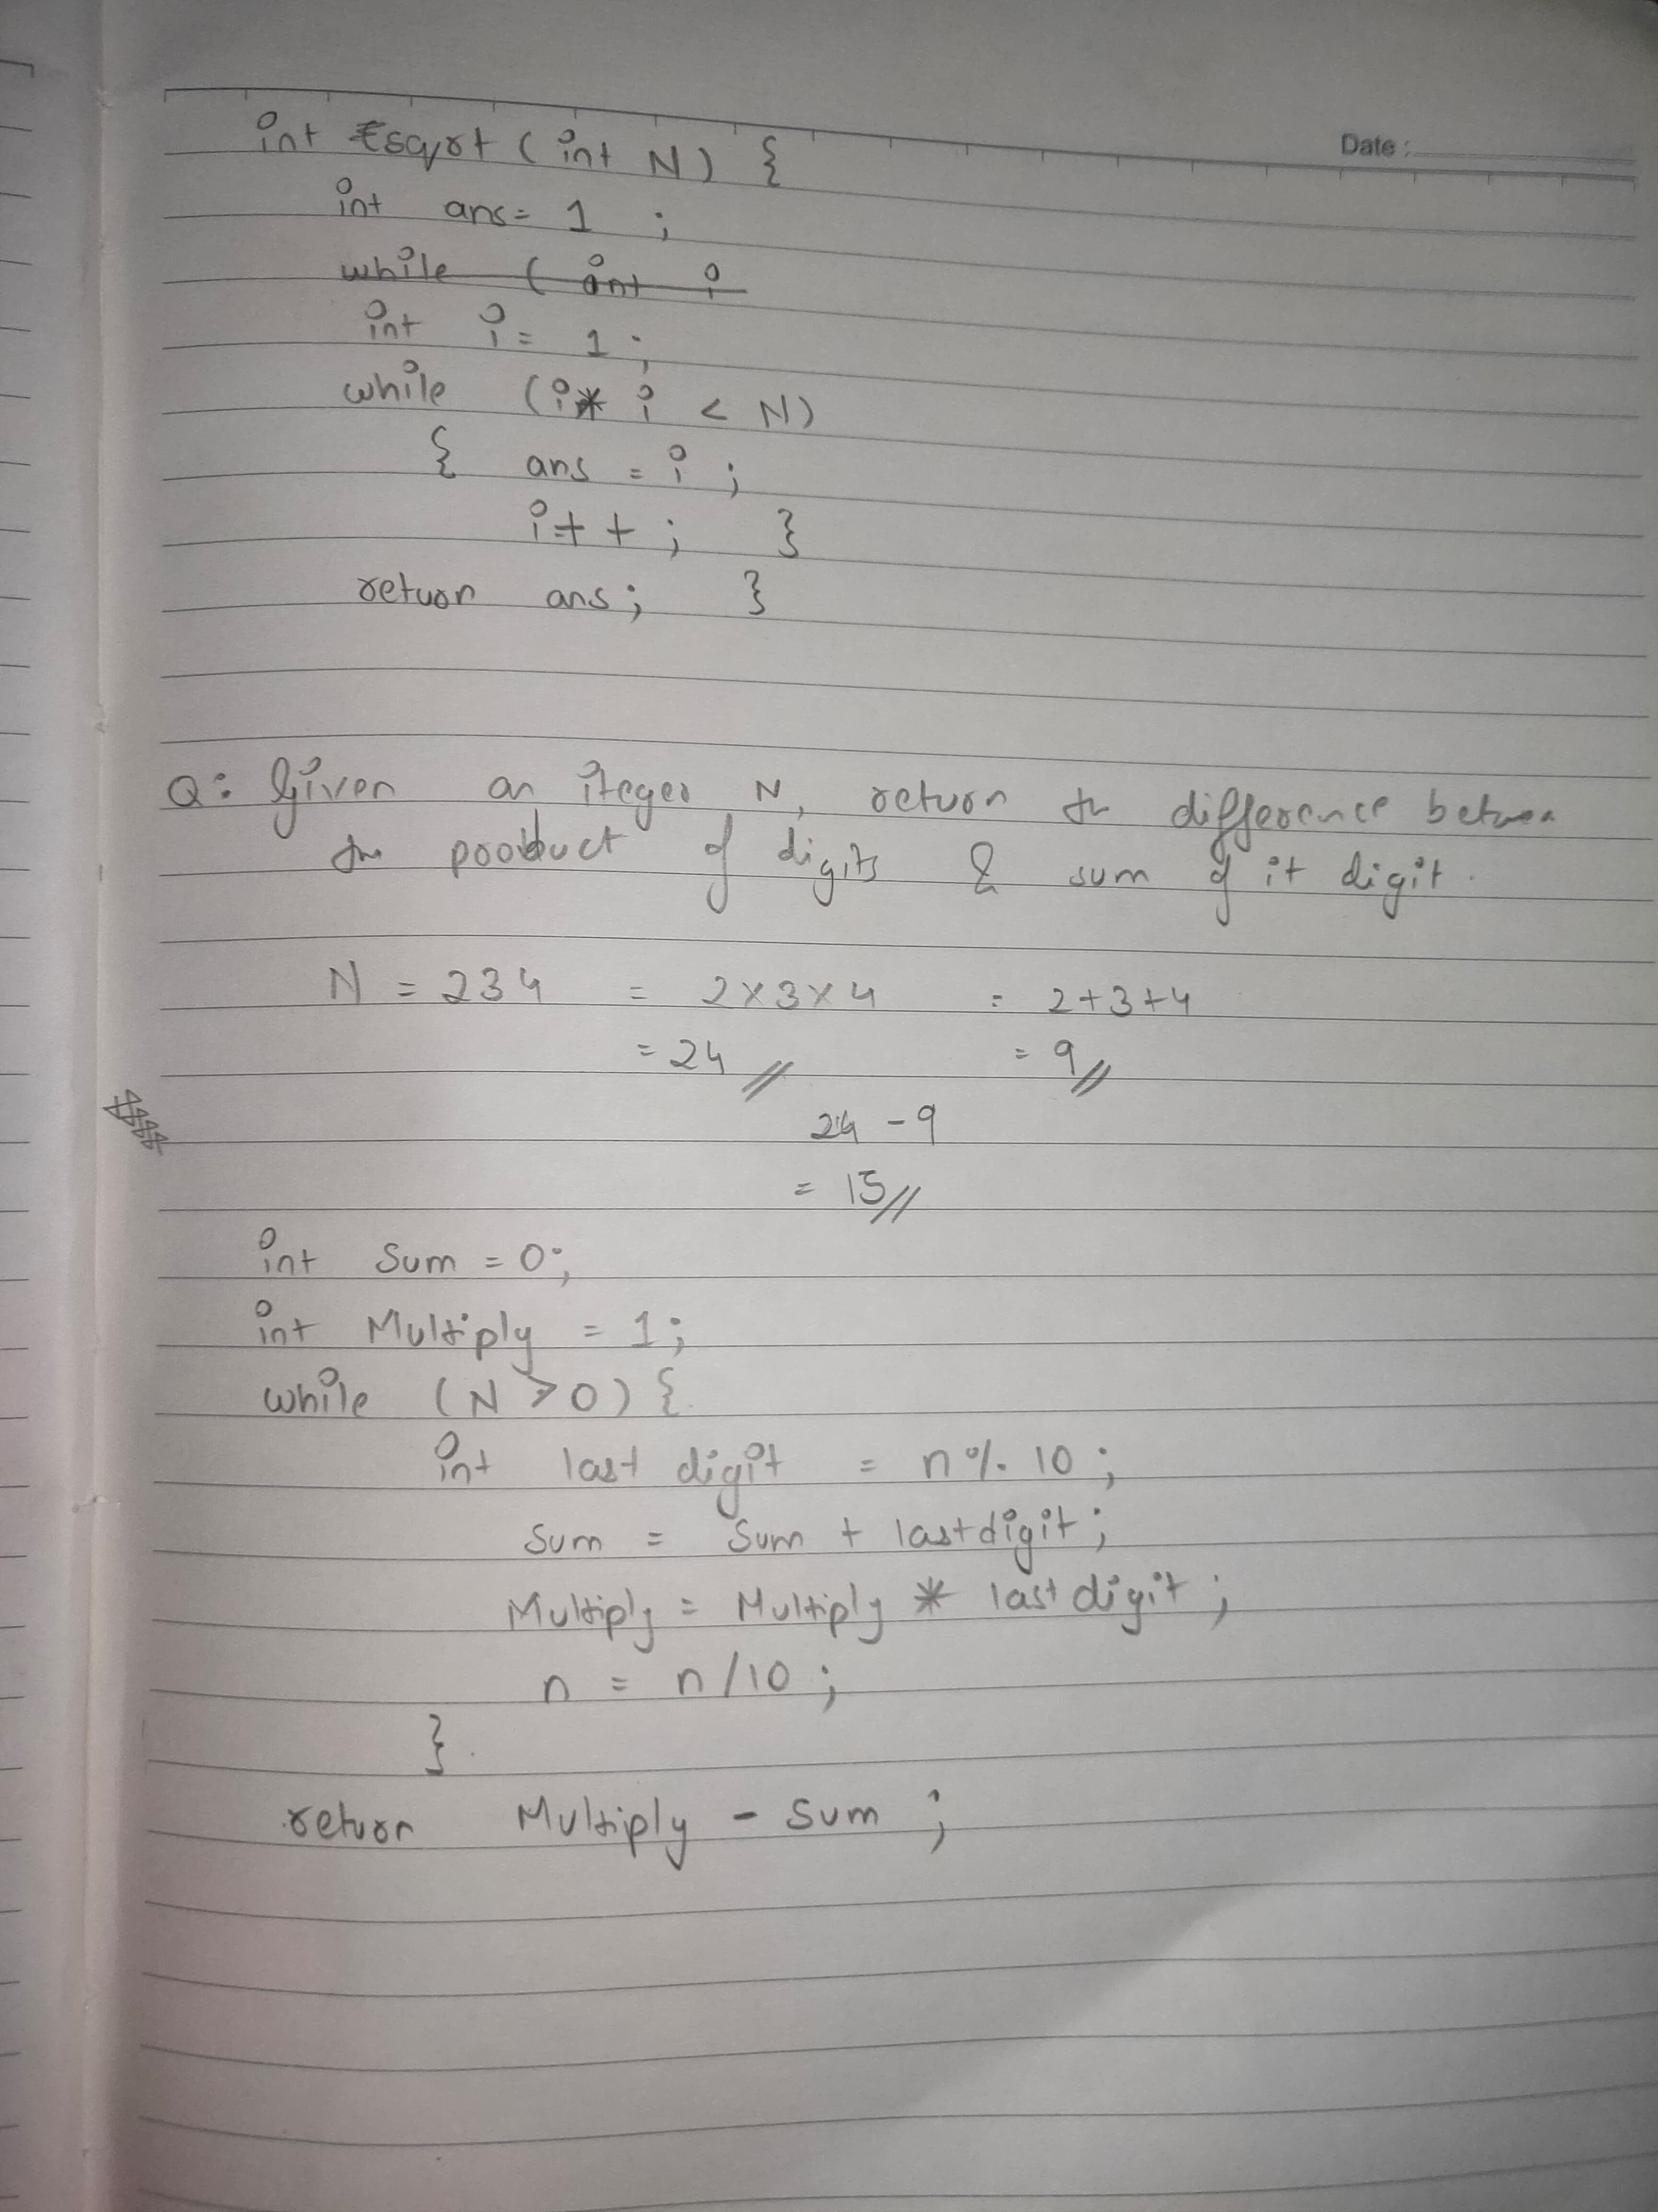 Date :
int sqrt ( int N ) {
int ans = 1 ;
while ( int i
int i = 1 ;
while ( i * i < N )
{ ans = i ;
i + + ; }
return ans ; }
Q: Given an iteger N, return the difference between
the product of digits & sum of it digit .
N = 234 = 2 x 3 x 4 = 2 + 3 + 4
= 24 // = 9 //
24 - 9
= 15 //
int Sum = 0 ;
int Multiply = 1 ;
while ( N > 0 ) {
int last digit = n % 10 ;
sum = Sum + lastdigit ;
Multiply = Multiply * last digit ;
n = n / 10 ;
}
return Multiply - Sum ;